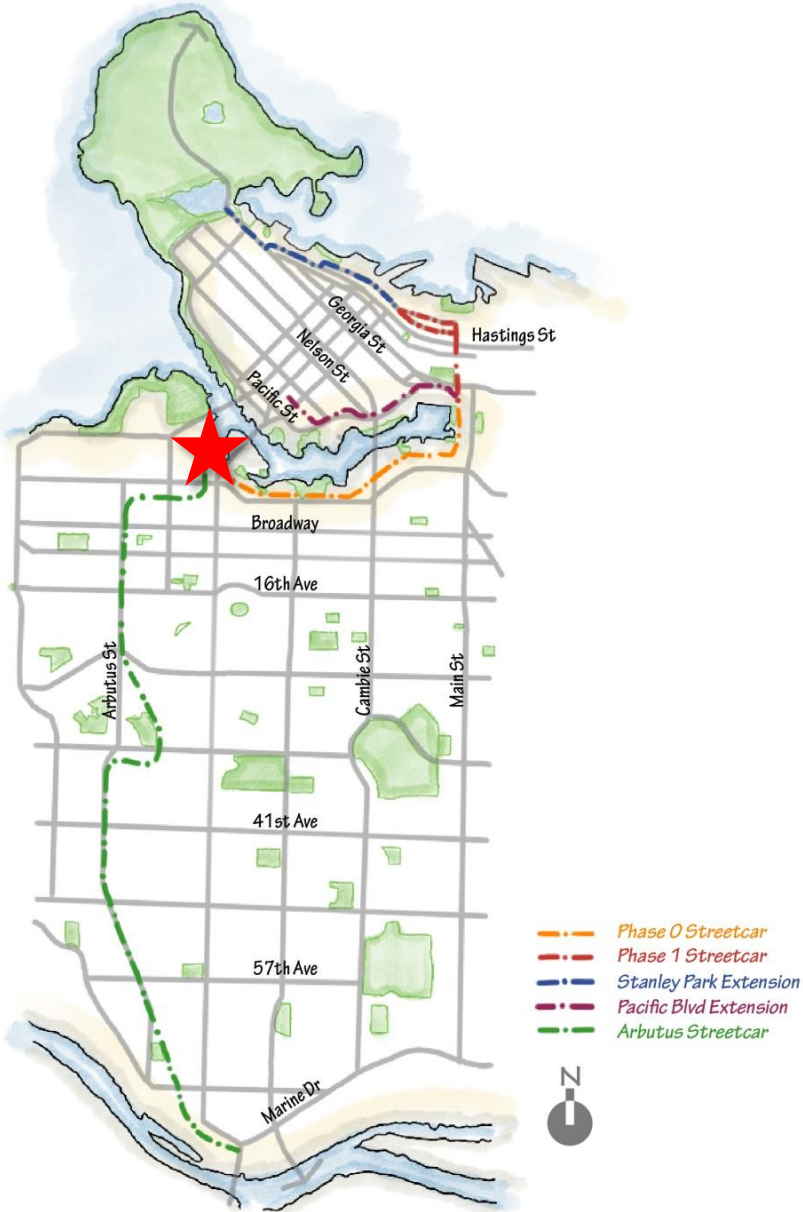 Georgia St
Hastings St
Nelson St
Pacific St
Broadway
16th Ave
Arbutus St
Cambie St
Main St
41st Ave
57th Ave
Marine Dr
Phase 0 Streetcar
Phase 1 Streetcar
Stanley Park Extension
Pacific Blvd Extension
Arbutus Streetcar
N